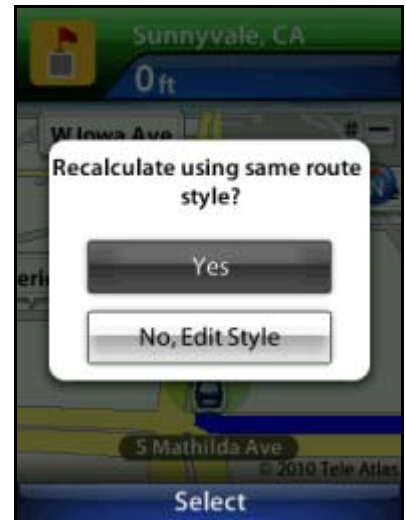 Sunnyvale, CA
0 ft
W Iowa Ave
#
Recalculate using same route
style?
Yes
No, Edit Style
S Mathilda Ave
© 2010 Tele Atlas
Select